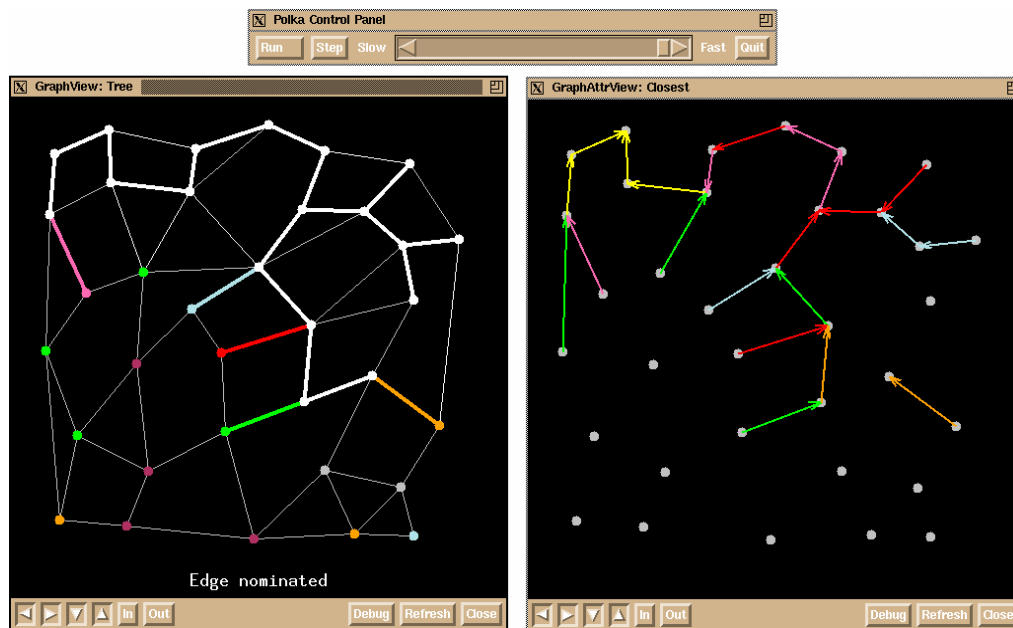 Polka Control Panel
Run Step Slow Fast Quit
GraphView: Tree
GraphAttrView: Closest
Edge nominated
In Out Debug Refresh Close
In Out Debug Refresh Close